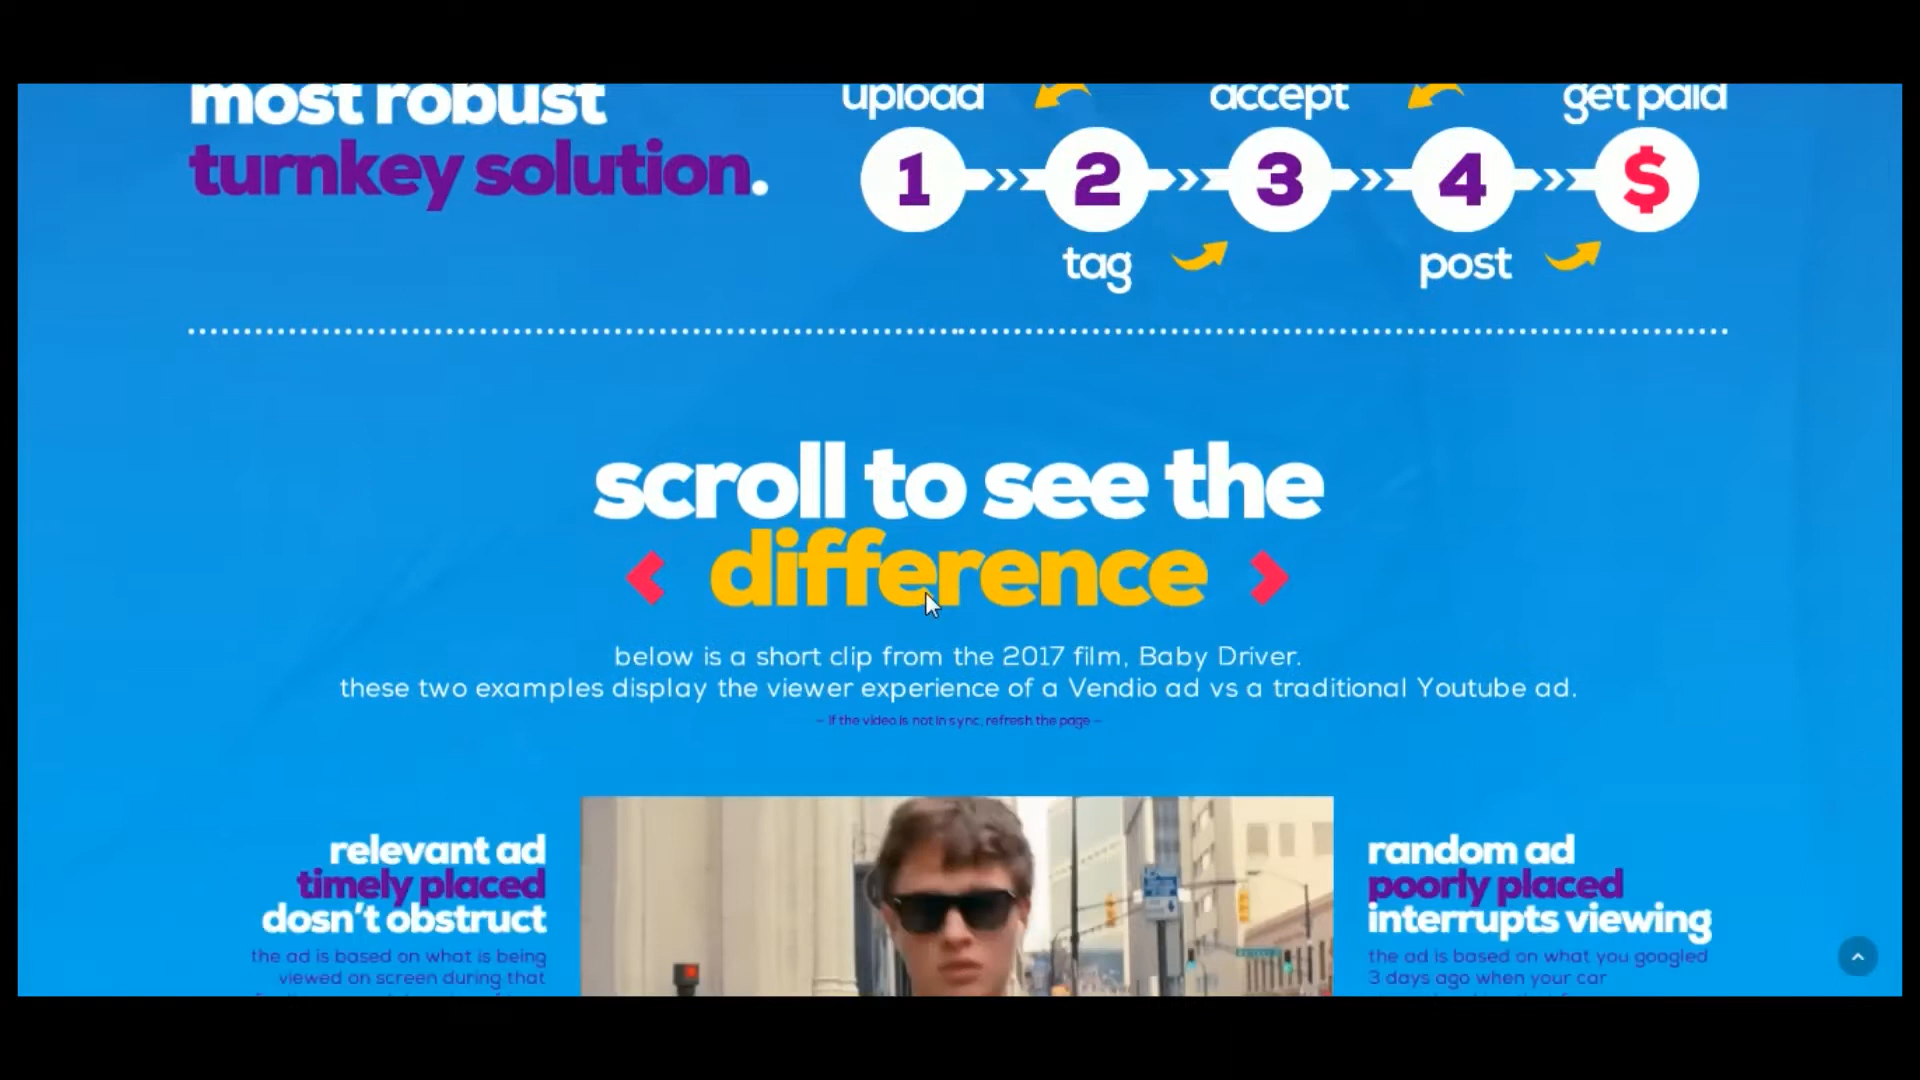 most robust
turnkey solution.
upload
accept
get paid
1
2
3
4
$
tag
post
scroll to see the
difference
below is a short clip from the 2017 film, Baby Driver.
these two examples display the viewer experience of a Vendio ad vs a traditional Youtube ad.
– If the video is not in sync, refresh the page –
relevant ad
timely placed
dosn't obstruct
the ad is based on what is being
viewed on screen during that
random ad
poorly placed
interrupts viewing
the ad is based on what you googled
3 days ago when your car